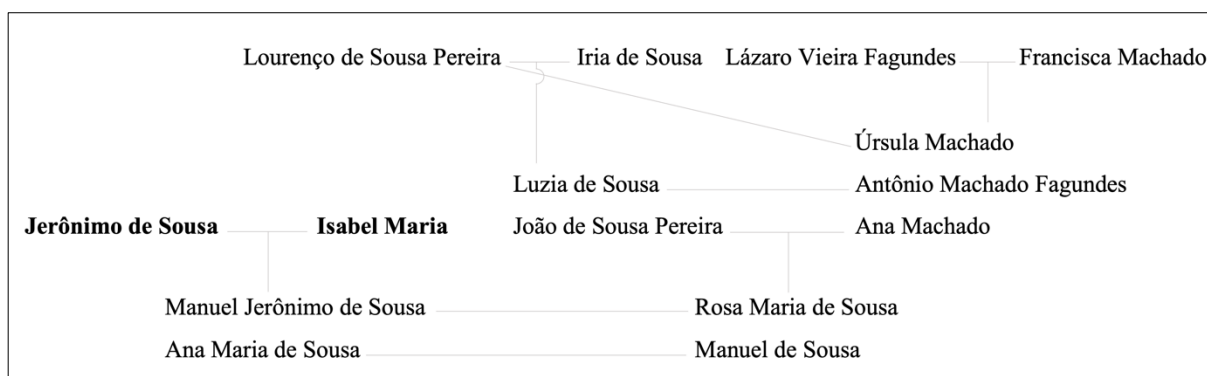 Lourenço de Sousa Pereira Iria de Sousa Lázaro Vieira Fagundes Francisca Machado
Úrsula Machado
Luzia de Sousa Antônio Machado Fagundes
Jerônimo de Sousa Isabel Maria João de Sousa Pereira Ana Machado
Manuel Jerônimo de Sousa Rosa Maria de Sousa
Ana Maria de Sousa Manuel de Sousa